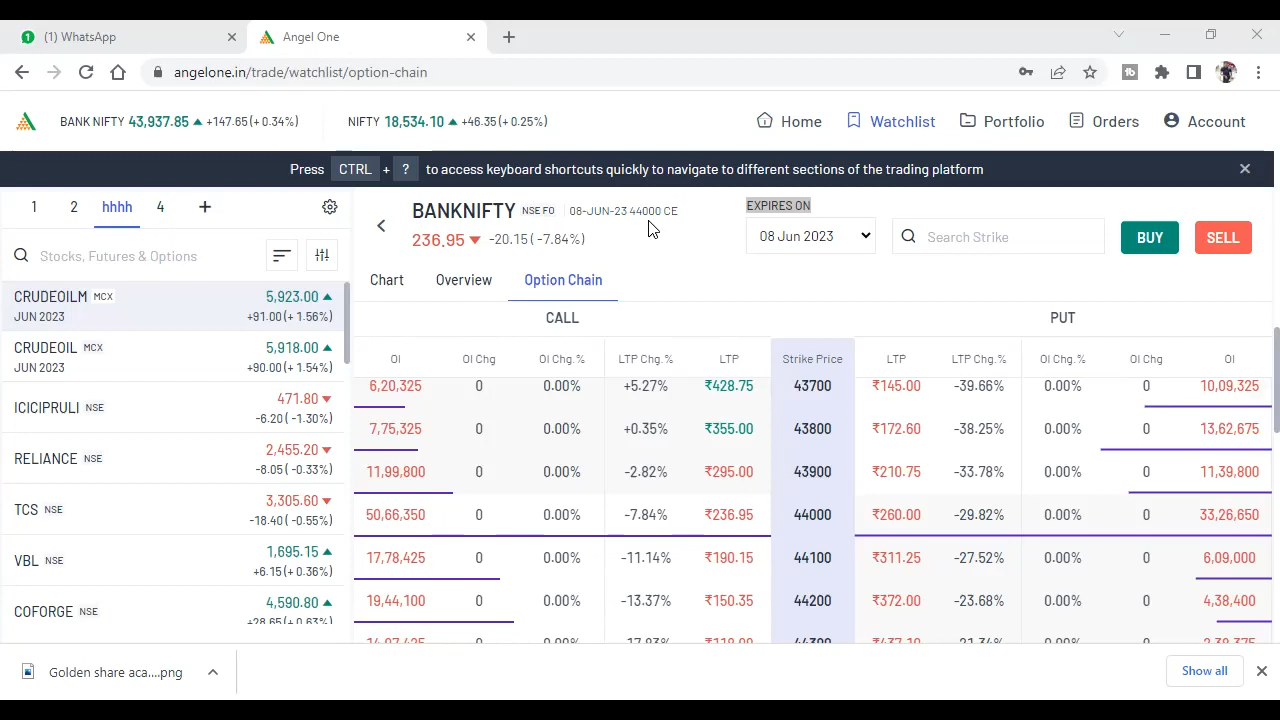 (1) WhatsApp
Angel One
angelone.in/trade/watchlist/option-chain
BANK NIFTY 43,937.85 +147.65(+0.34%) NIFTY 18,534.10 +46.35(+0.25%) Home Watchlist Portfolio Orders Account
Press CTRL + ? to access keyboard shortcuts quickly to navigate to different sections of the trading platform
1 2 hhhh 4 +
Stocks, Futures & Options
CRUDEOILM MCX 5,923.00
JUN 2023 +91.00(+1.56%)
CRUDEOIL MCX 5,918.00
JUN 2023 +90.00(+1.54%)
ICICIPRULI NSE 471.80
-6.20(-1.30%)
RELIANCE NSE 2,455.20
-8.05(-0.33%)
TCS NSE 3,305.60
-18.40(-0.55%)
VBL NSE 1,695.15
+6.15(+0.36%)
COFORGE NSE 4,590.80
+28.65(+0.63%)
BANKNIFTY NSE FO 08-JUN-23 44000 CE
236.95 -20.15(-7.84%)
EXPIRES ON
08 Jun 2023
Search Strike
BUY SELL
Chart Overview Option Chain
CALL PUT
OI OI Chg OI Chg.% LTP Chg.% LTP Strike Price LTP LTP Chg.% OI Chg.% OI Chg OI
6,20,325 0 0.00% +5.27% ₹428.75 43700 ₹145.00 -39.66% 0.00% 0 10,09,325
7,75,325 0 0.00% +0.35% ₹355.00 43800 ₹172.60 -38.25% 0.00% 0 13,62,675
11,99,800 0 0.00% -2.82% ₹295.00 43900 ₹210.75 -33.78% 0.00% 0 11,39,800
50,66,350 0 0.00% -7.84% ₹236.95 44000 ₹260.00 -29.82% 0.00% 0 33,26,650
17,78,425 0 0.00% -11.14% ₹190.15 44100 ₹311.25 -27.52% 0.00% 0 6,09,000
19,44,100 0 0.00% -13.37% ₹150.35 44200 ₹372.00 -23.68% 0.00% 0 4,38,400
44300
Golden share aca....png
Show all